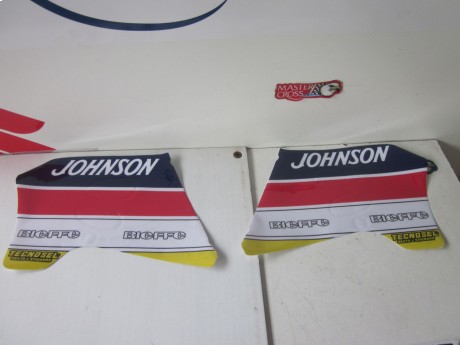 MASTER
CROSS
JOHNSON
BIEFFE BIEFFE
TECNOSEL
JOHNSON
BIEFFE BIEFFE
TECNOSEL